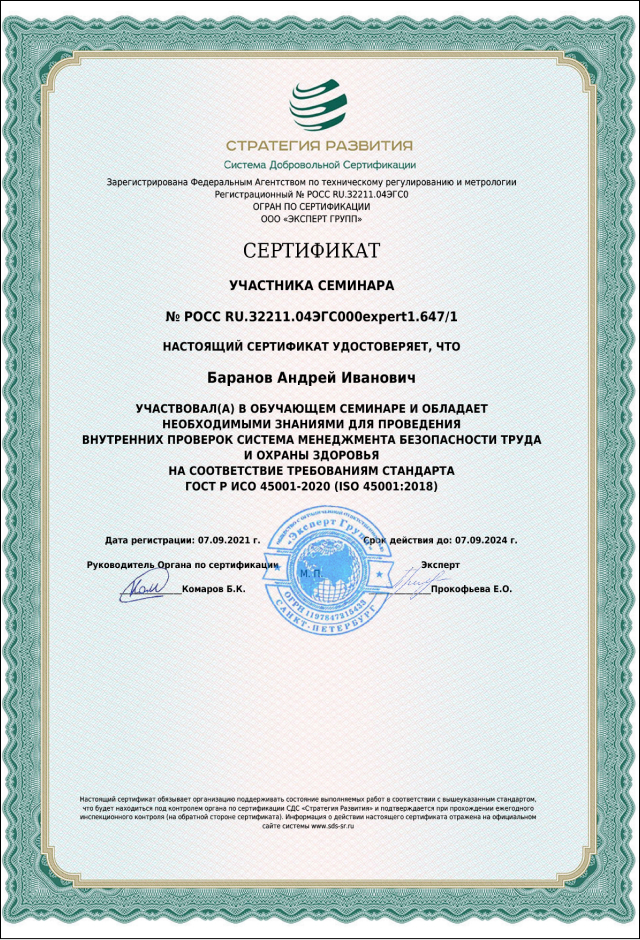 СТРАТЕГИЯ РАЗВИТИЯ
Система Добровольной Сертификации
Зарегистрирована Федеральным Агентством по техническому регулированию и метрологии
Регистрационный № РОСС RU.32211.04ЭГС0
ОГРАН ПО СЕРТИФИКАЦИИ
ООО «ЭКСПЕРТ ГРУПП»
СЕРТИФИКАТ
УЧАСТНИКА СЕМИНАРА
№ РОСС RU.32211.04ЭГС000expert1.647/1
НАСТОЯЩИЙ СЕРТИФИКАТ УДОСТОВЕРЯЕТ, ЧТО
Баранов Андрей Иванович
УЧАСТВОВАЛ(А) В ОБУЧАЮЩЕМ СЕМИНАРЕ И ОБЛАДАЕТ
НЕОБХОДИМЫМИ ЗНАНИЯМИ ДЛЯ ПРОВЕДЕНИЯ
ВНУТРЕННИХ ПРОВЕРОК СИСТЕМА МЕНЕДЖМЕНТА БЕЗОПАСНОСТИ ТРУДА
И ОХРАНЫ ЗДОРОВЬЯ
НА СООТВЕТСТВИЕ ТРЕБОВАНИЯМ СТАНДАРТА
ГОСТ Р ИСО 45001-2020 (ISO 45001:2018)
Дата регистрации: 07.09.2021 г. Срок действия до: 07.09.2024 г.
Руководитель Органа по сертификации Эксперт
М. П.
Комаров Б.К. Прокофьева Е.О.
«Эксперт Групп»
САНКТ-ПЕТЕРБУРГ
Настоящий сертификат обязывает организацию поддерживать состояние выполняемых работ в соответствии с вышеуказанным стандартом,
что будет находиться под контролем органа по сертификации СДС «Стратегия Развития» и подтверждается при прохождении ежегодного
инспекционного контроля (на обратной стороне сертификата). Информация о действии настоящего сертификата отражена на официальном
сайте системы www.sds-sr.ru